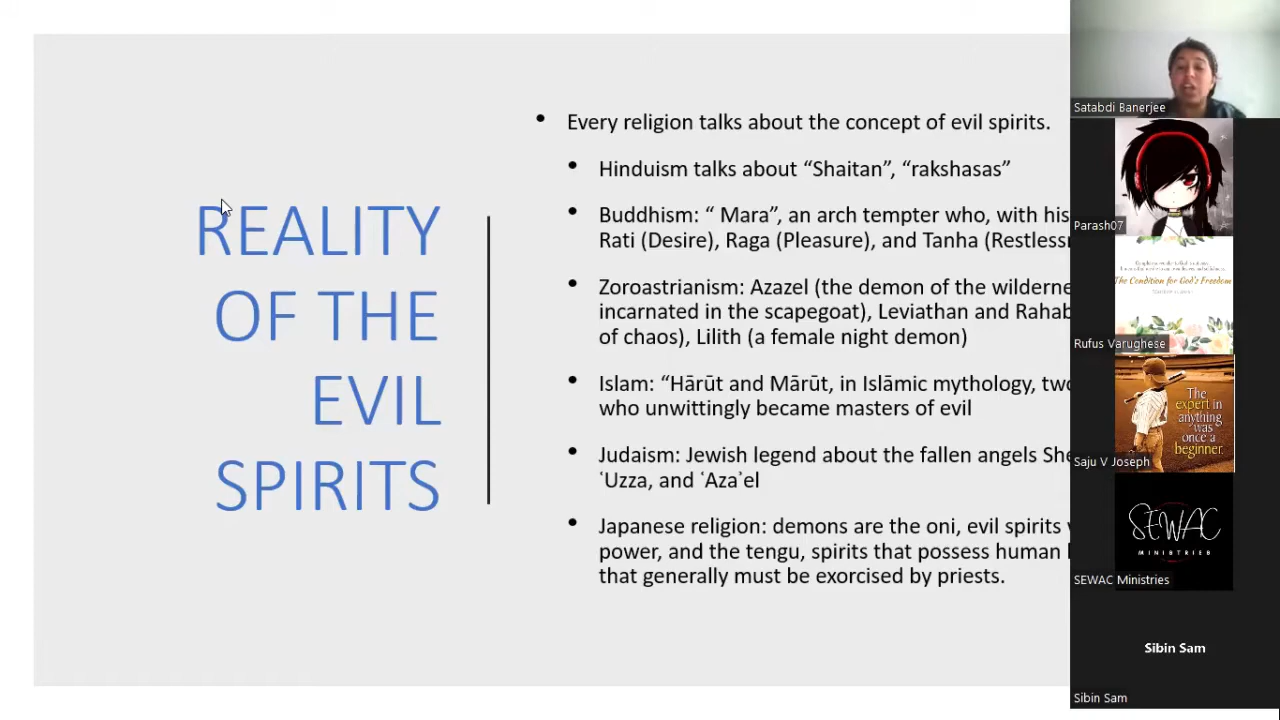 REALITY
OF THE
EVIL
SPIRITS
• Every religion talks about the concept of evil spirits.
• Hinduism talks about “Shaitan”, “rakshasas”
• Buddhism: “ Mara”, an arch tempter who, with his
Rati (Desire), Raga (Pleasure), and Tanha
• Zoroastrianism: Azazel (the demon of the
incarnated in the scapegoat), Leviathan and Rahab
of chaos), Lilith (a female night demon)
• Islam: “Hārūt and Mārūt, in Islāmic mythology,
who unwittingly became masters of evil
• Judaism: Jewish legend about the fallen angels
ʿUzza, and ʿAzaʾel
• Japanese religion: demons are the oni, evil spirits
power, and the tengu, spirits that possess human
that generally must be exorcised by priests.
Satabdi Banerjee
Parash07
The Condition for God's Freedom
Rufus Varughese
The
expert in
anything
was
once a
beginner.
Saju V Joseph
SEWAC
MINISTRIES
SEWAC Ministries
Sibin Sam
Sibin Sam